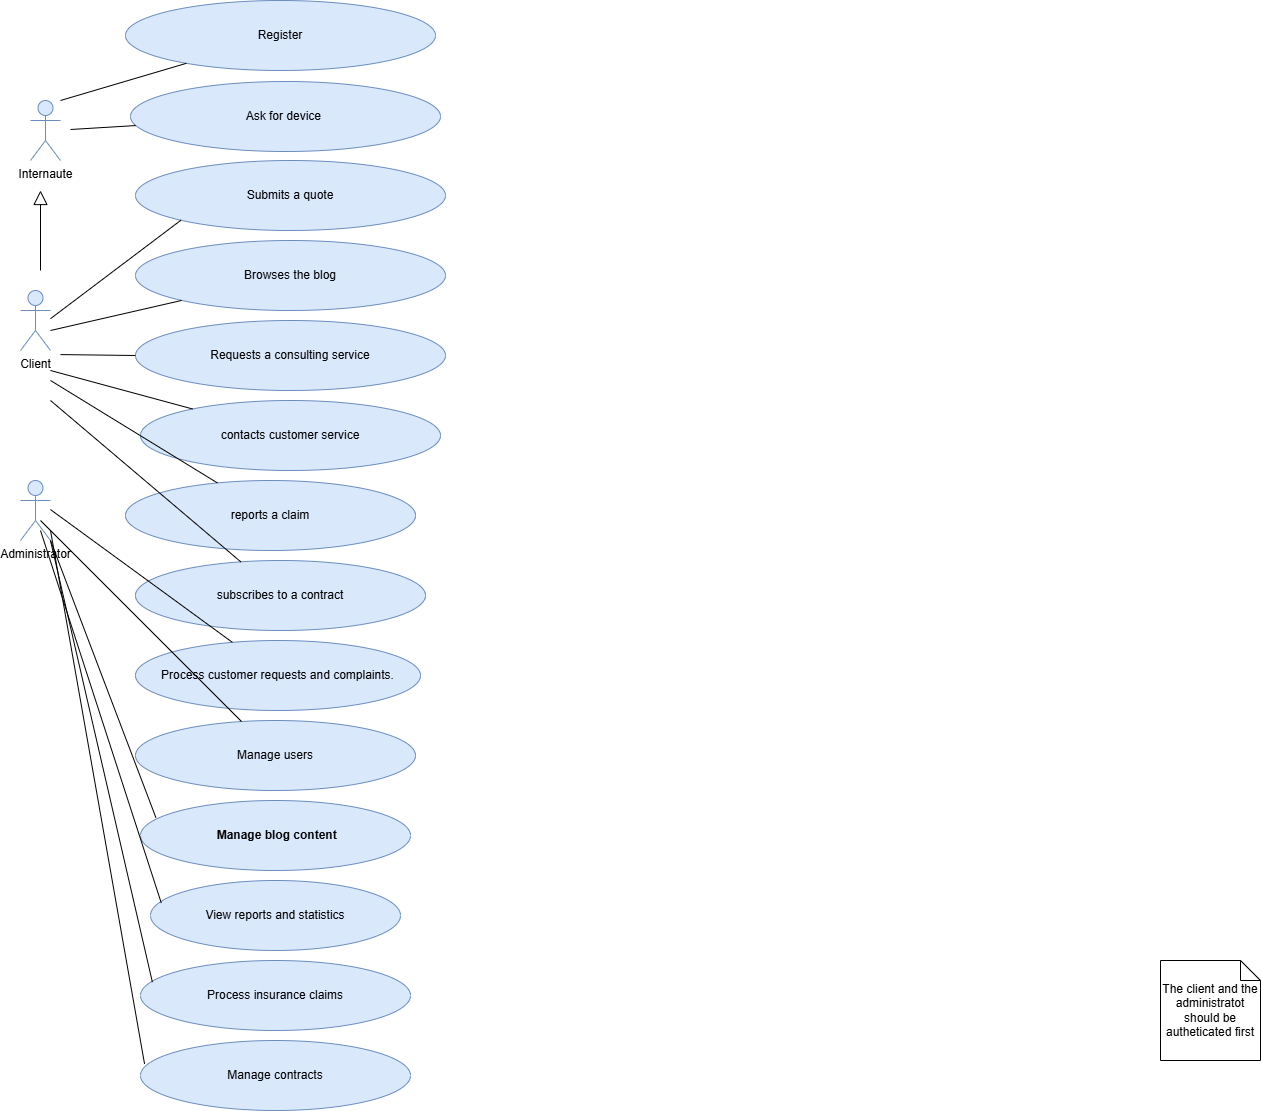 Register
Ask for device
Internaute
Submits a quote
Browses the blog
Requests a consulting service
Client
contacts customer service
reports a claim
Administrator
subscribes to a contract
Process customer requests and complaints.
Manage users
Manage blog content
View reports and statistics
Process insurance claims
The client and the
administratot
should be
autheticated first
Manage contracts